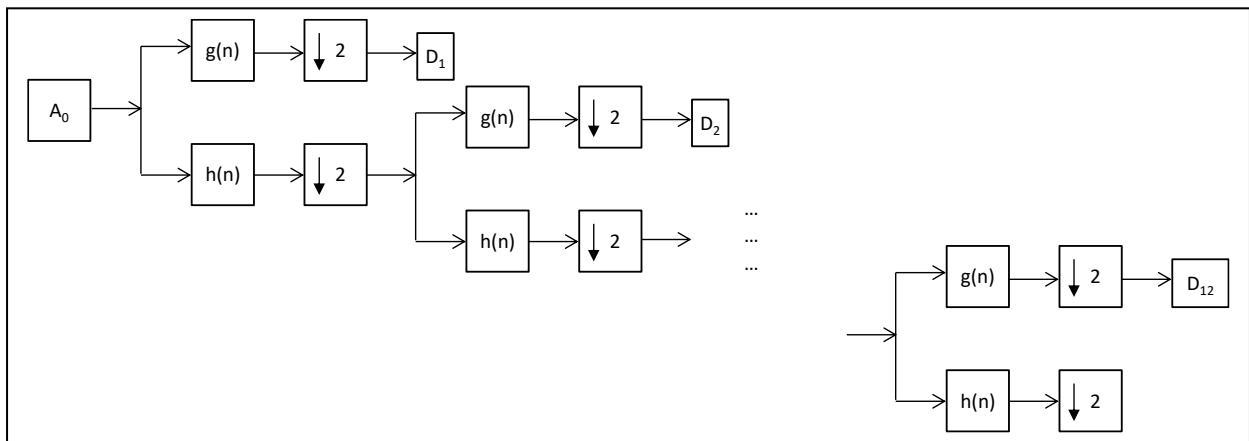 g(n) 2 D₁
A₀
h(n) 2
g(n) 2 D₂
h(n) 2
...
...
...
g(n) 2 D₁₂
h(n) 2